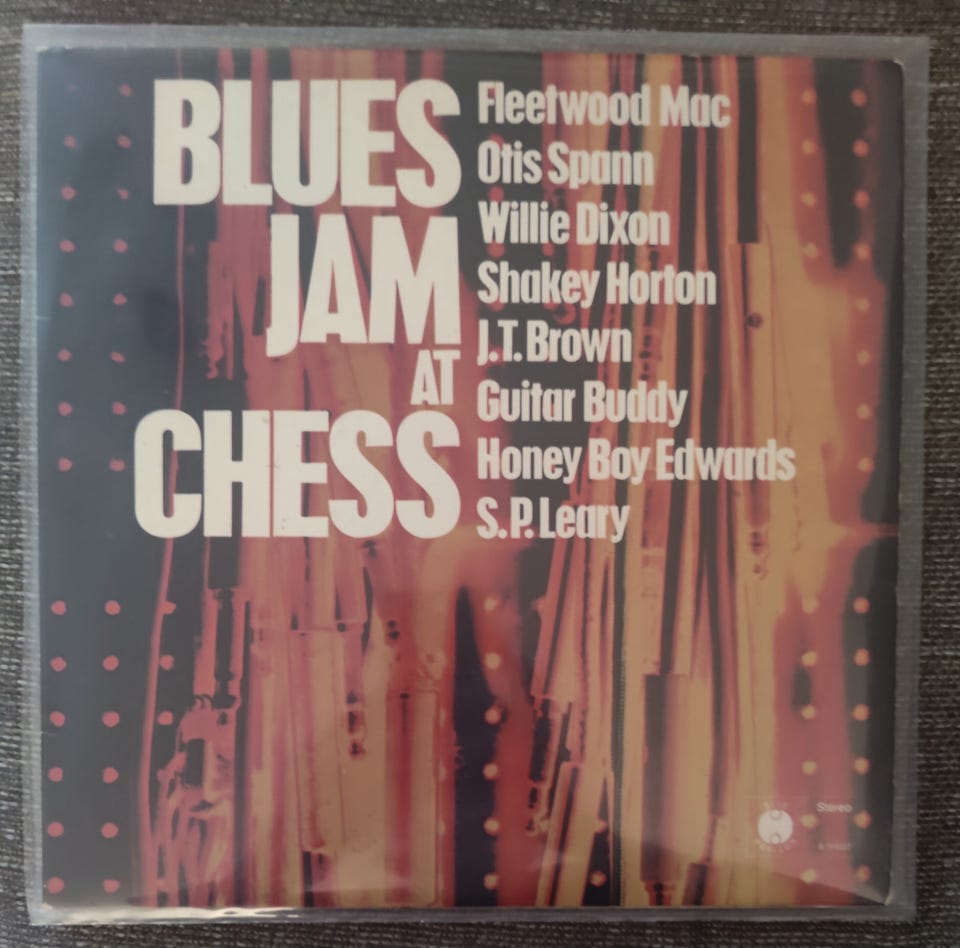 BLUES
JAM
AT
CHESS
Fleetwood Mac
Otis Spann
Willie Dixon
Shakey Horton
J.T. Brown
Guitar Buddy
Honey Boy Edwards
S.P. Leary
Stereo